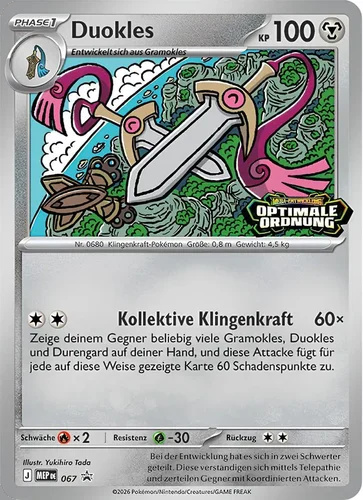 PHASE 1
Duokles
KP 100
Entwickelt sich aus Gramokles
MEGA-ENTWICKLUNG
OPTIMALE
ORDNUNG
Nr. 0680 Klingenkraft-Pokémon Größe: 0,8 m Gewicht: 4,5 kg
Kollektive Klingenkraft 60×
Zeige deinem Gegner beliebig viele Gramokles, Duokles
und Durengard auf deiner Hand, und diese Attacke fügt für
jede auf diese Weise gezeigte Karte 60 Schadenspunkte zu.
Schwäche ×2 Resistenz -30 Rückzug
Illustr. Yukihiro Tada
J MEP DE 067
Bei der Entwicklung hat es sich in zwei Schwerter
geteilt. Diese verständigen sich mittels Telepathie
und zerteilen Gegner mit koordinierten Attacken.
©2026 Pokémon/Nintendo/Creatures/GAME FREAK